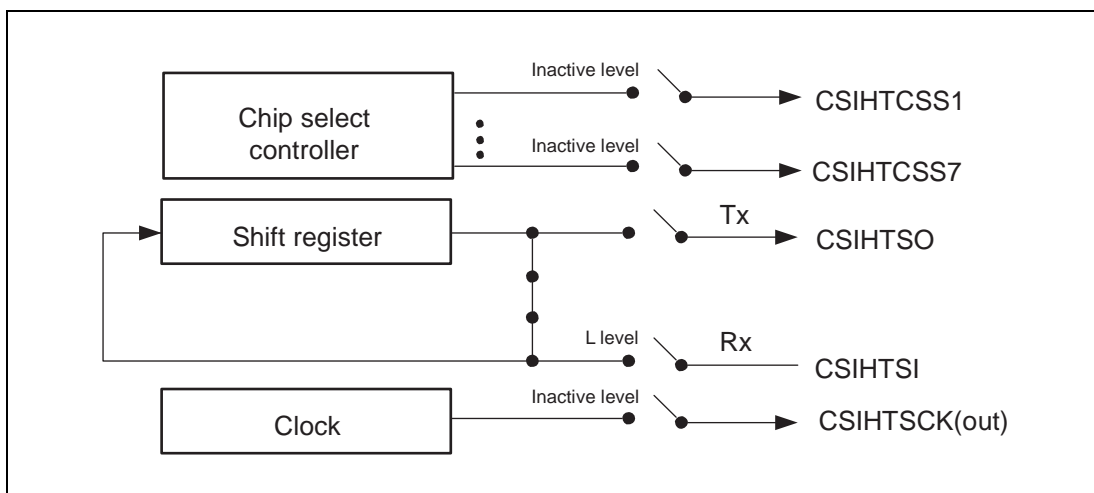 Inactive level
CSIHTCSS1
Chip select
controller
Inactive level
CSIHTCSS7
Tx
Shift register
CSIHTSO
L level
Rx
CSIHTSI
Inactive level
Clock
CSIHTSCK(out)